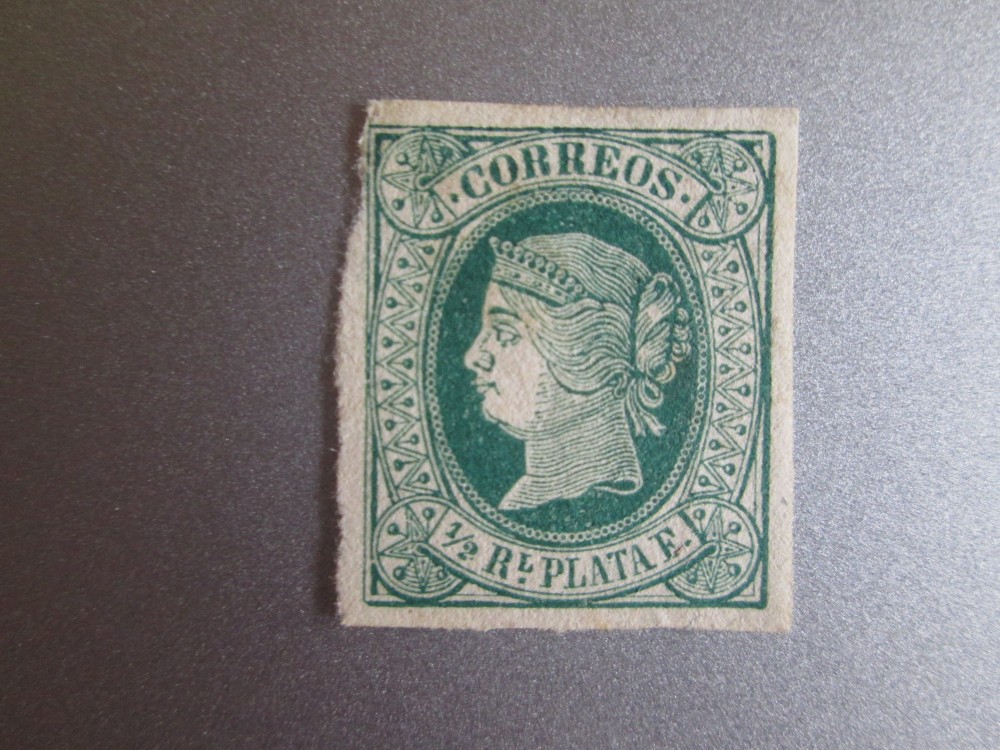 ·CORREOS·
1/2 RL PLATA F.